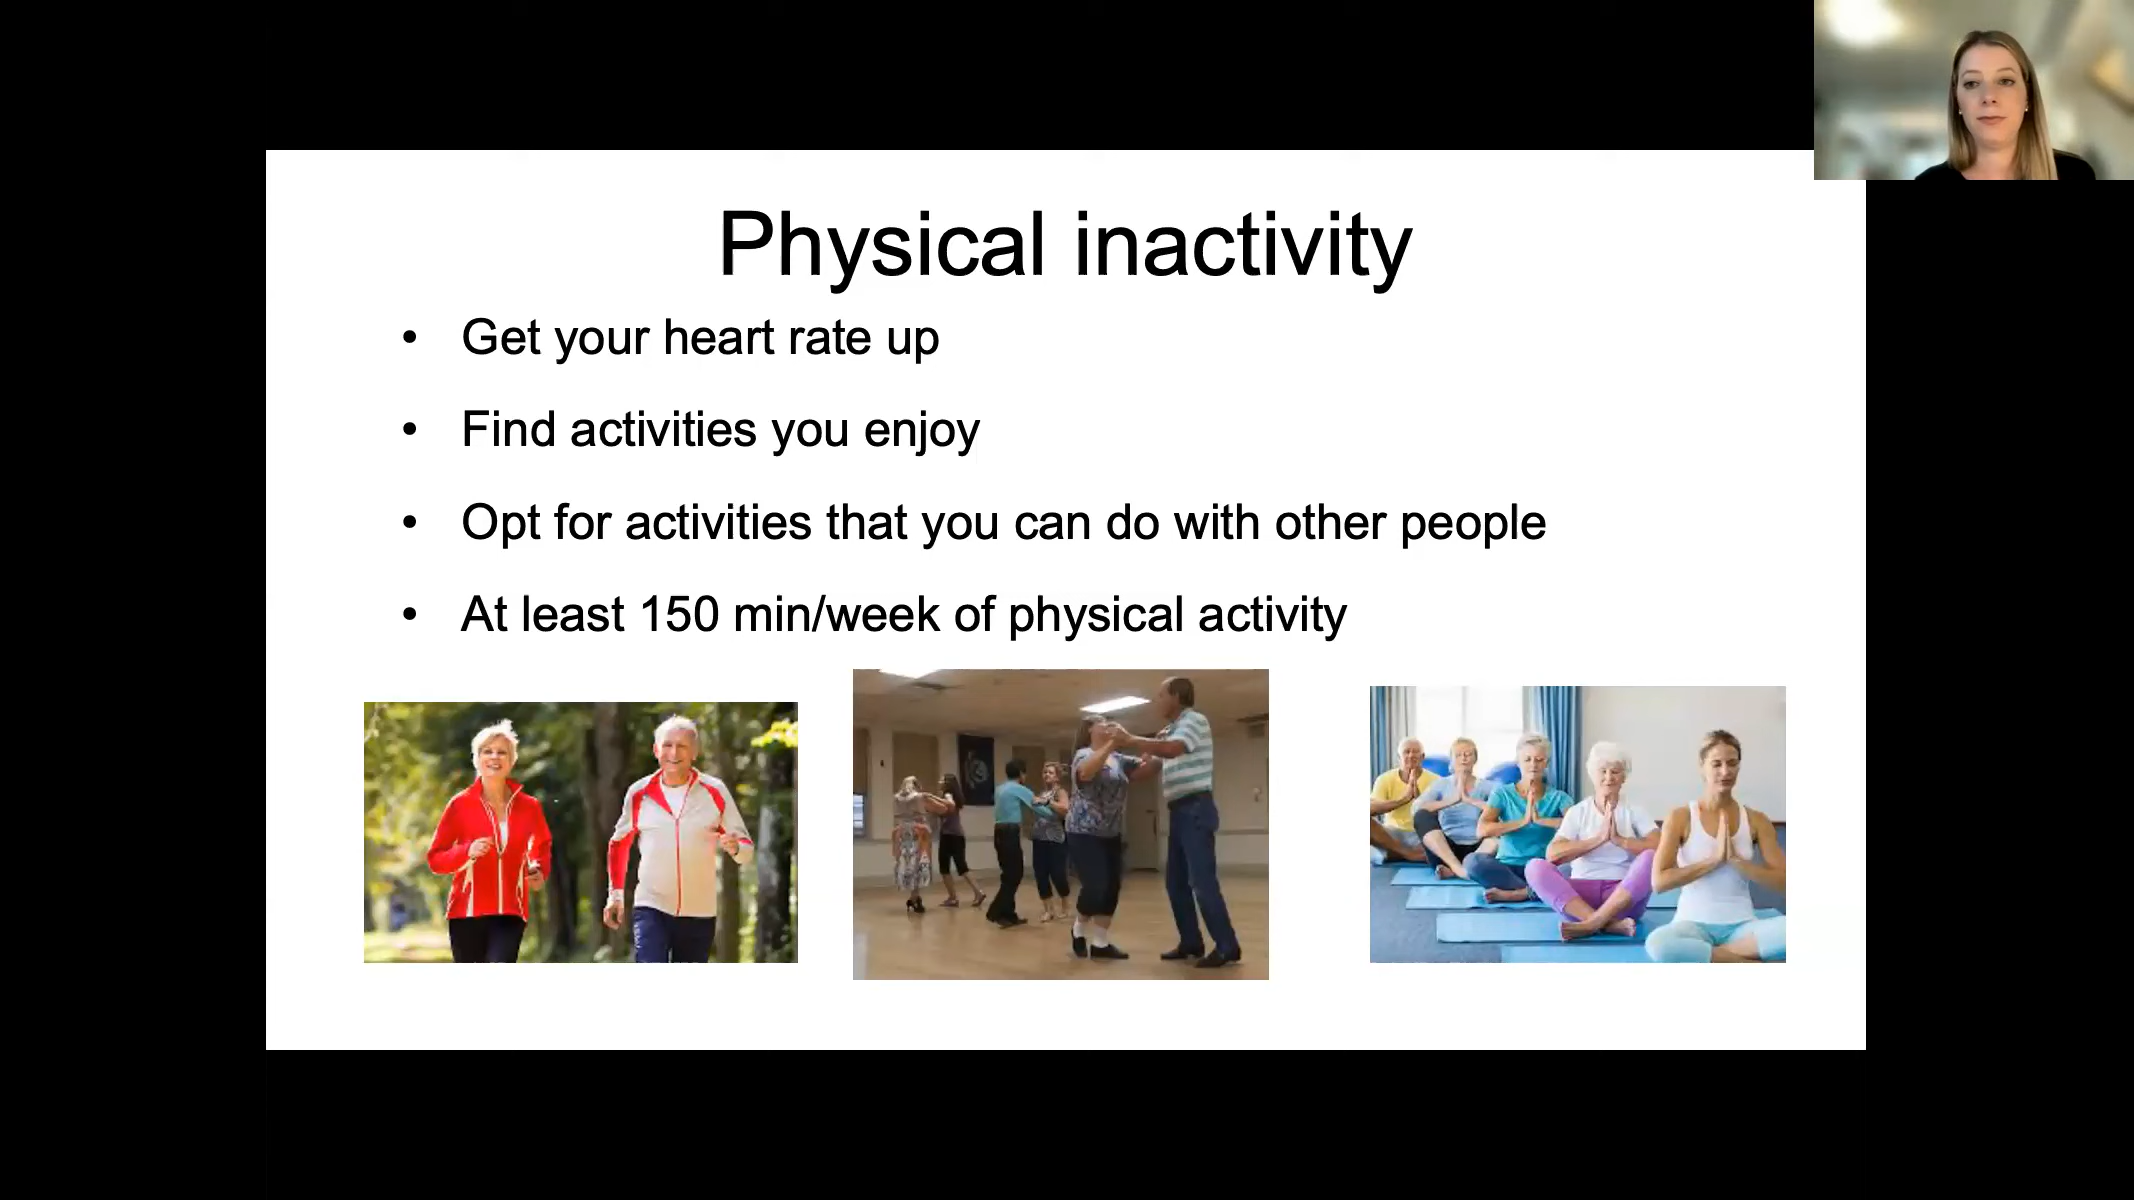 Physical inactivity
• Get your heart rate up
• Find activities you enjoy
• Opt for activities that you can do with other people
• At least 150 min/week of physical activity